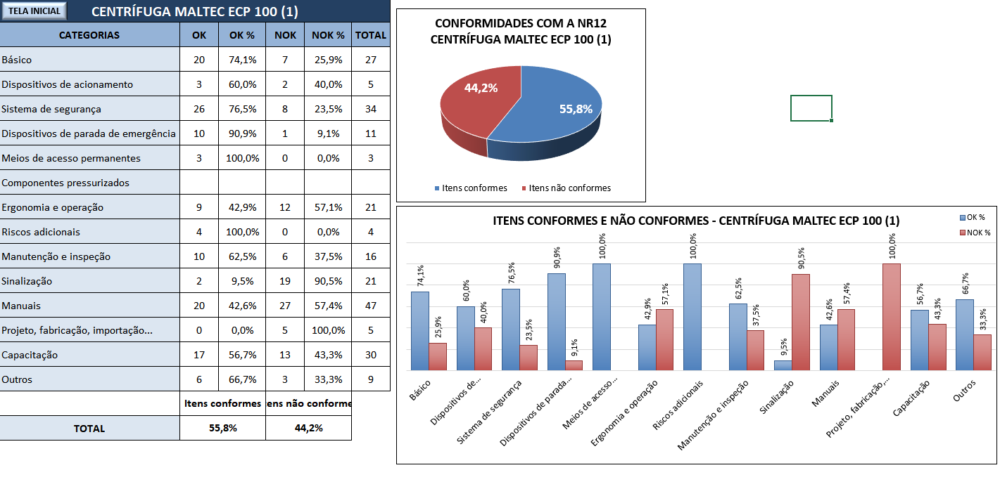 TELA INICIAL CENTRÍFUGA MALTEC ECP 100 (1)
CATEGORIAS OK OK % NOK NOK % TOTAL
Básico 20 74,1% 7 25,9% 27
Dispositivos de acionamento 3 60,0% 2 40,0% 5
Sistema de segurança 26 76,5% 8 23,5% 34
Dispositivos de parada de emergência 10 90,9% 1 9,1% 11
Meios de acesso permanentes 3 100,0% 0 0,0% 3
Componentes pressurizados
Ergonomia e operação 9 42,9% 12 57,1% 21
Riscos adicionais 4 100,0% 0 0,0% 4
Manutenção e inspeção 10 62,5% 6 37,5% 16
Sinalização 2 9,5% 19 90,5% 21
Manuais 20 42,6% 27 57,4% 47
Projeto, fabricação, importação... 0 0,0% 5 100,0% 5
Capacitação 17 56,7% 13 43,3% 30
Outros 6 66,7% 3 33,3% 9
Itens conformes ens não conforme
TOTAL 55,8% 44,2%
CONFORMIDADES COM A NR12
CENTRÍFUGA MALTEC ECP 100 (1)
44,2%
55,8%
Itens conformes Itens não conformes
ITENS CONFORMES E NÃO CONFORMES - CENTRÍFUGA MALTEC ECP 100 (1)
OK %
NOK %
74,1%
25,9%
60,0%
40,0%
76,5%
23,5%
90,9%
9,1%
100,0%
42,9%
57,1%
100,0%
62,5%
37,5%
9,5%
90,5%
42,6%
57,4%
100,0%
56,7%
43,3%
66,7%
33,3%
Básico
Dispositivos de...
Sistema de segurança
Dispositivos de parada...
Meios de acesso...
Ergonomia e operação
Riscos adicionais
Manutenção e inspeção
Sinalização
Manuais
Projeto, fabricação,...
Capacitação
Outros